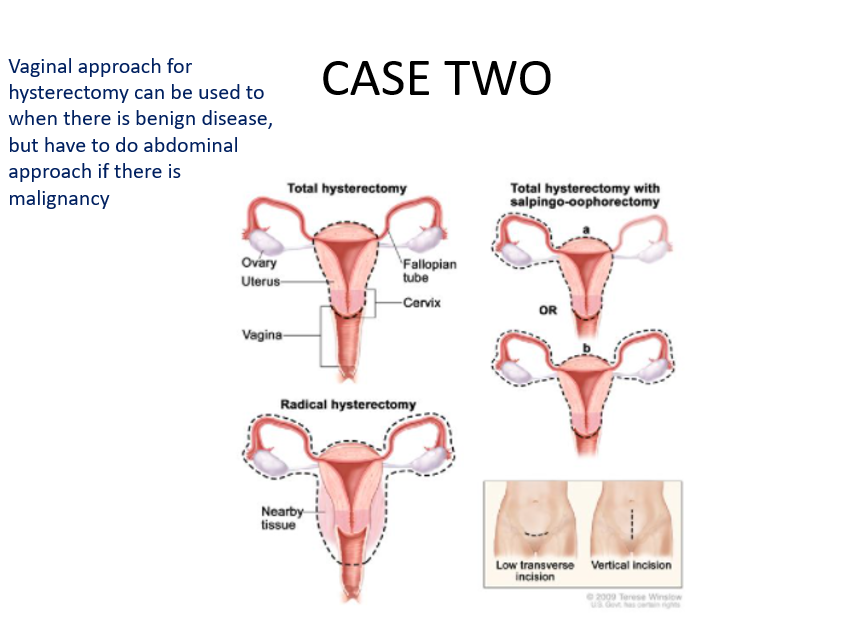 Vaginal approach for
hysterectomy can be used to
when there is benign disease,
but have to do abdominal
approach if there is
malignancy
CASE TWO
Total hysterectomy
Ovary
Uterus
Vagina
Fallopian
tube
Cervix
Total hysterectomy with
salpingo-oophorectomy
a
OR
b
Radical hysterectomy
Nearby
tissue
Low transverse
incision
Vertical incision
© 2009 Terese Winslow
U.S. Govt. has certain rights